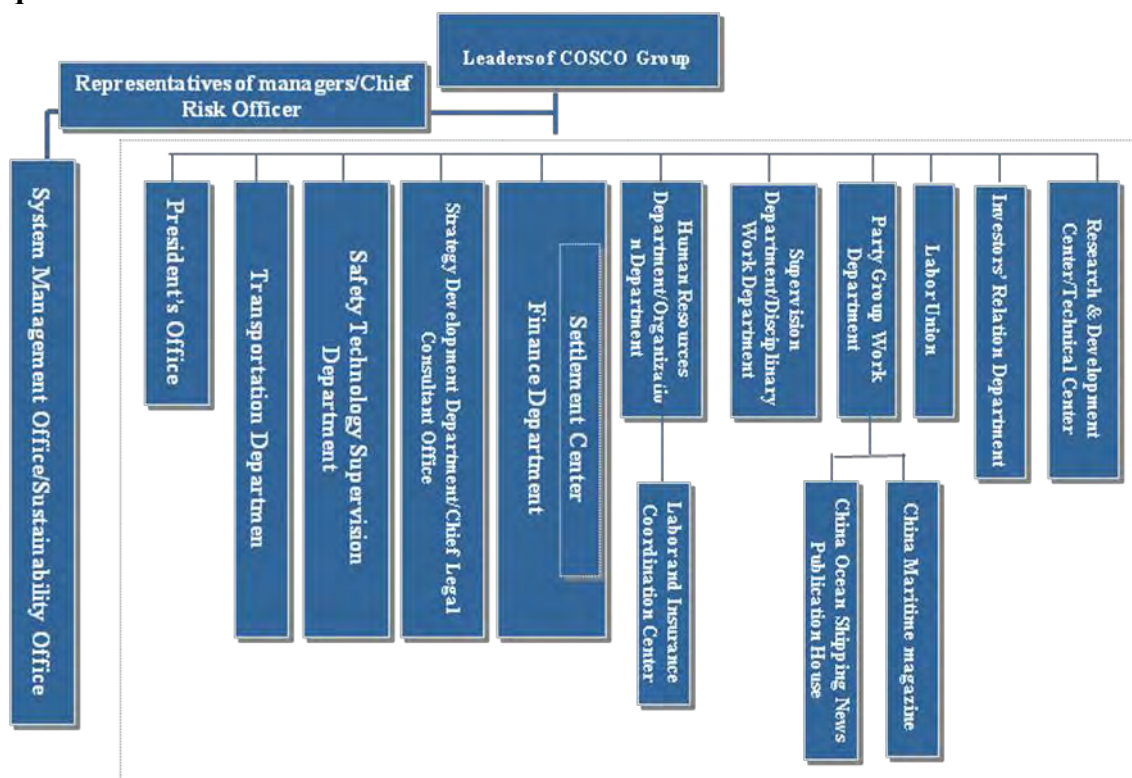 Leaders of COSCO Group
Representatives of managers/Chief
Risk Officer
System Management Office/Sustainability Office
President's Office
Transportation Departmen
Safety Technology Supervision
Department
Strategy Development Department/Chief Legal
Consultant Office
Settlement Center
Finance Department
Human Resources
Department/Organizatio
n Department
Labor and Insurance
Coordination Center
Supervision
Department/Disciplinary
Work Department
Party Group Work
Department
China Ocean Shipping News
Publication House
China Maritime magazine
Labor Union
Investors' Relation Department
Research & Development
Center/Technical Center